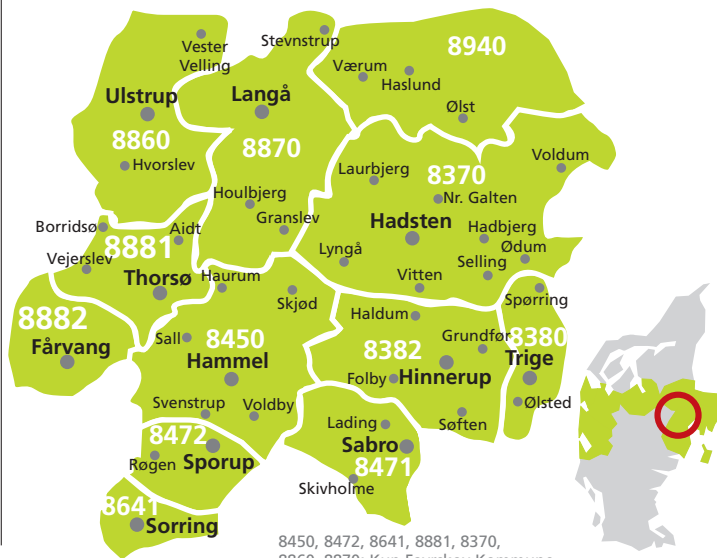 Vester
Velling
Stevnstrup
8940
Værum
Haslund
Ulstrup
Langå
Ølst
8860
8870
Hvorslev
Laurbjerg
8370
Voldum
Nr. Galten
Houlbjerg
Granslev
Hadsten
Hadbjerg
Borridsø
Aidt
8881
Vejerslev
Lyngå
Ødum
Selling
Thorsø
Haurum
Vitten
Skjød
Spørring
8882
Haldum
Fårvang
Sall
8450
Grundfør
8380
Hammel
8382
Trige
Folby
Hinnerup
Svenstrup
Voldby
Ølsted
Lading
Søften
8472
Sabro
Røgen
Sporup
8471
Skivholme
8641
Sorring
8450, 8472, 8641, 8881, 8370,